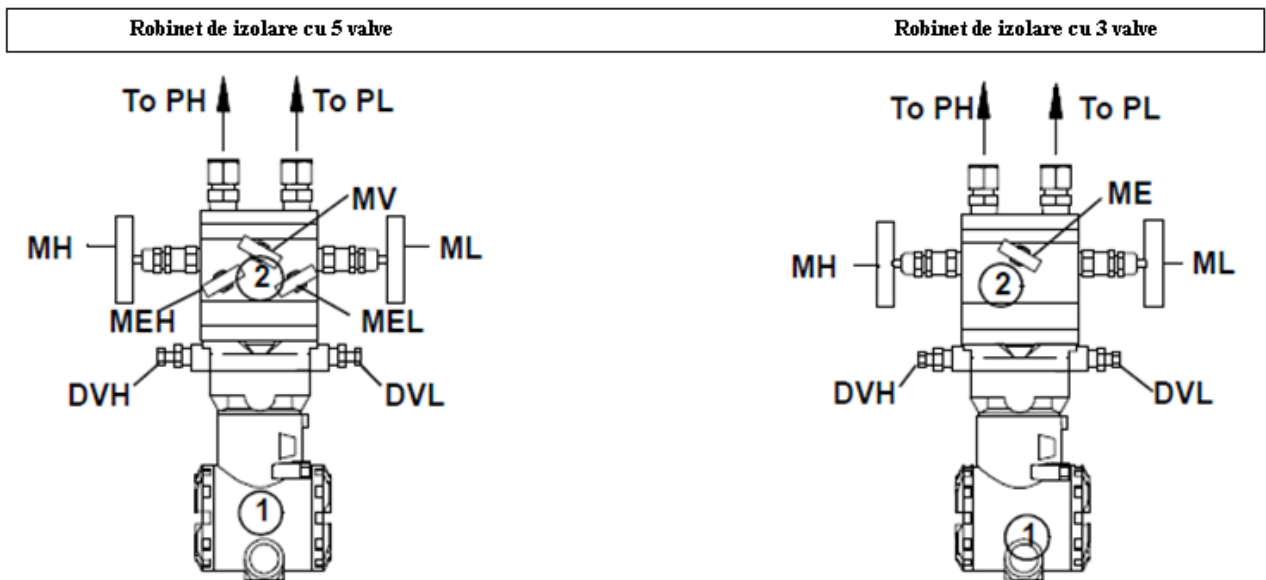 Robinet de izolare cu 5 valve
Robinet de izolare cu 3 valve
To PH
To PL
MV
MH
ML
2
MEH
MEL
DVH
DVL
1
To PH
To PL
ME
MH
ML
2
DVH
DVL
1